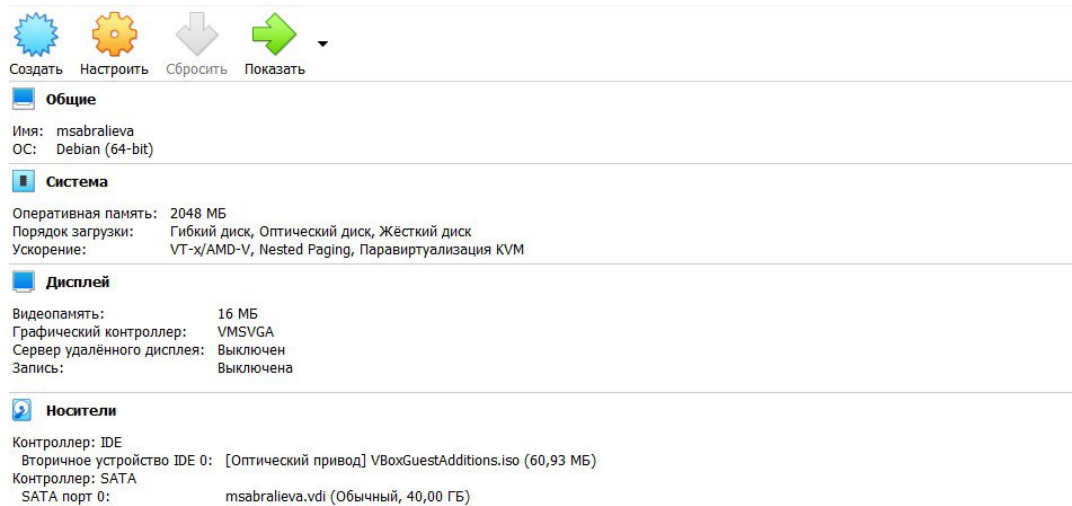 Создать Настроить Сбросить Показать
Общие
Имя: msabralieva
ОС: Debian (64-bit)
Система
Оперативная память: 2048 МБ
Порядок загрузки: Гибкий диск, Оптический диск, Жёсткий диск
Ускорение: VT-x/AMD-V, Nested Paging, Паравиртуализация KVM
Дисплей
Видеопамять: 16 МБ
Графический контроллер: VMSVGA
Сервер удалённого дисплея: Выключен
Запись: Выключена
Носители
Контроллер: IDE
Вторичное устройство IDE 0: [Оптический привод] VBoxGuestAdditions.iso (60,93 МБ)
Контроллер: SATA
SATA порт 0: msabralieva.vdi (Обычный, 40,00 ГБ)